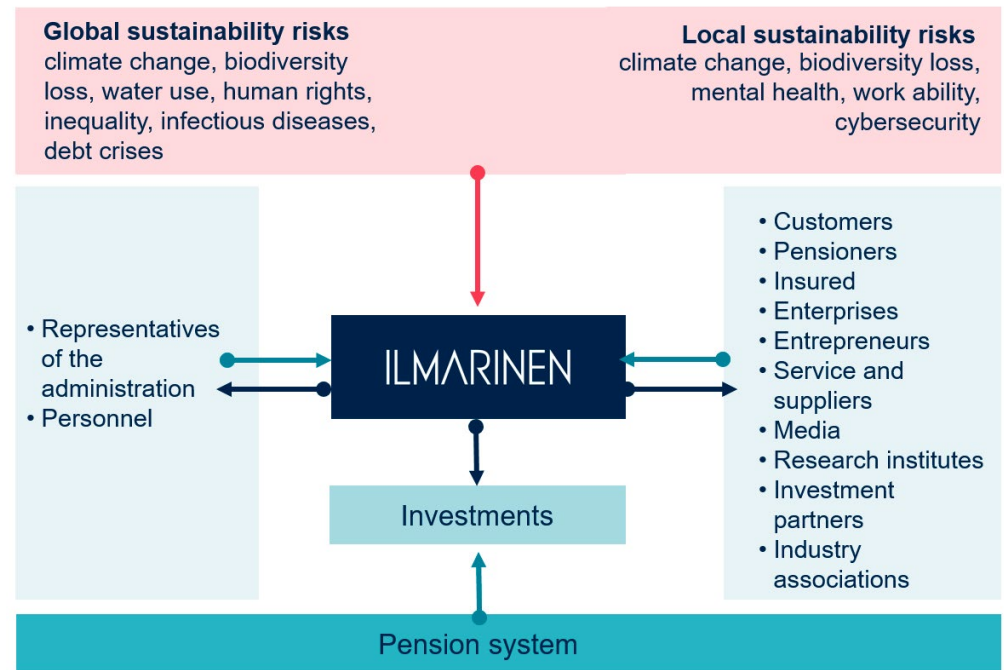 Global sustainability risks
climate change, biodiversity
loss, water use, human rights,
inequality, infectious diseases,
debt crises
Local sustainability risks
climate change, biodiversity loss,
mental health, work ability,
cybersecurity
• Representatives
of the
administration
• Personnel
ILMARINEN
Investments
• Customers
• Pensioners
• Insured
• Enterprises
• Entrepreneurs
• Service and
suppliers
• Media
• Research institutes
• Investment
partners
• Industry
associations
Pension system